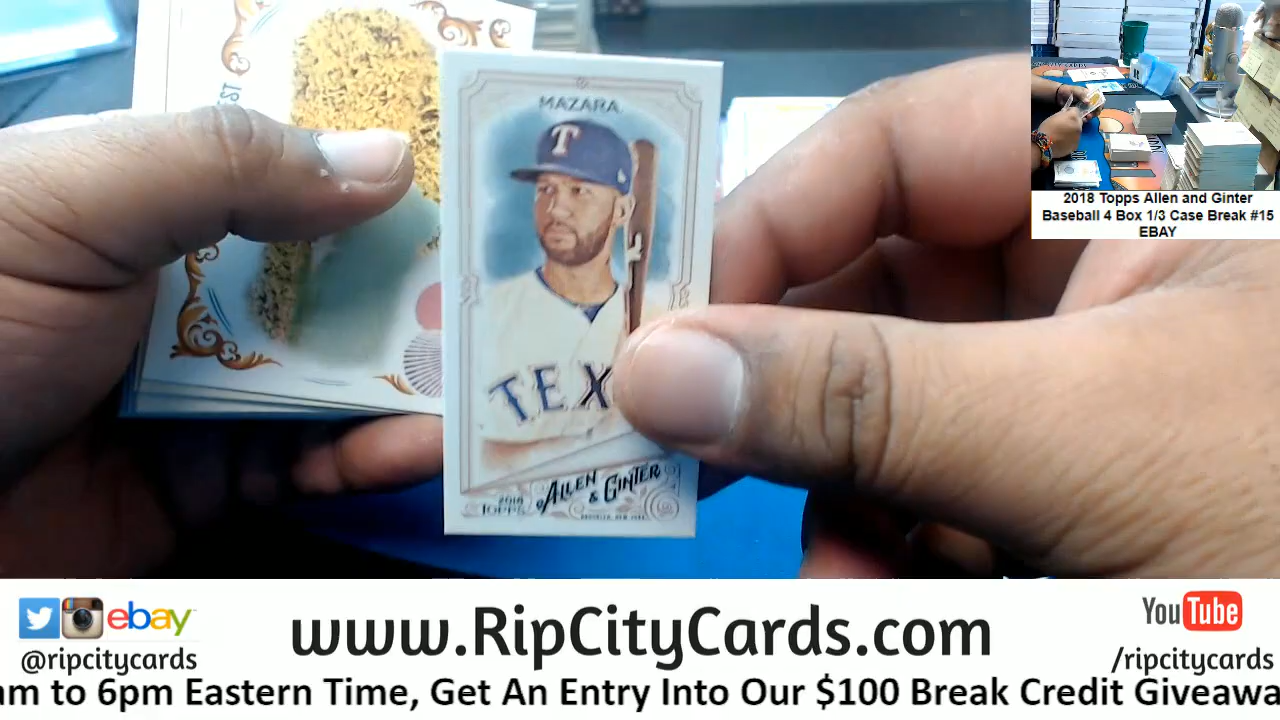 MAZARA
T
TEX
2018
TOPPS
ALLEN
& GINTER
2018 Topps Allen and Ginter
Baseball 4 Box 1/3 Case Break #15
EBAY
ebay
@ripcitycards
www.RipCityCards.com
YouTube
/ripcitycards
am to 6pm Eastern Time, Get An Entry Into Our $100 Break Credit Giveawa